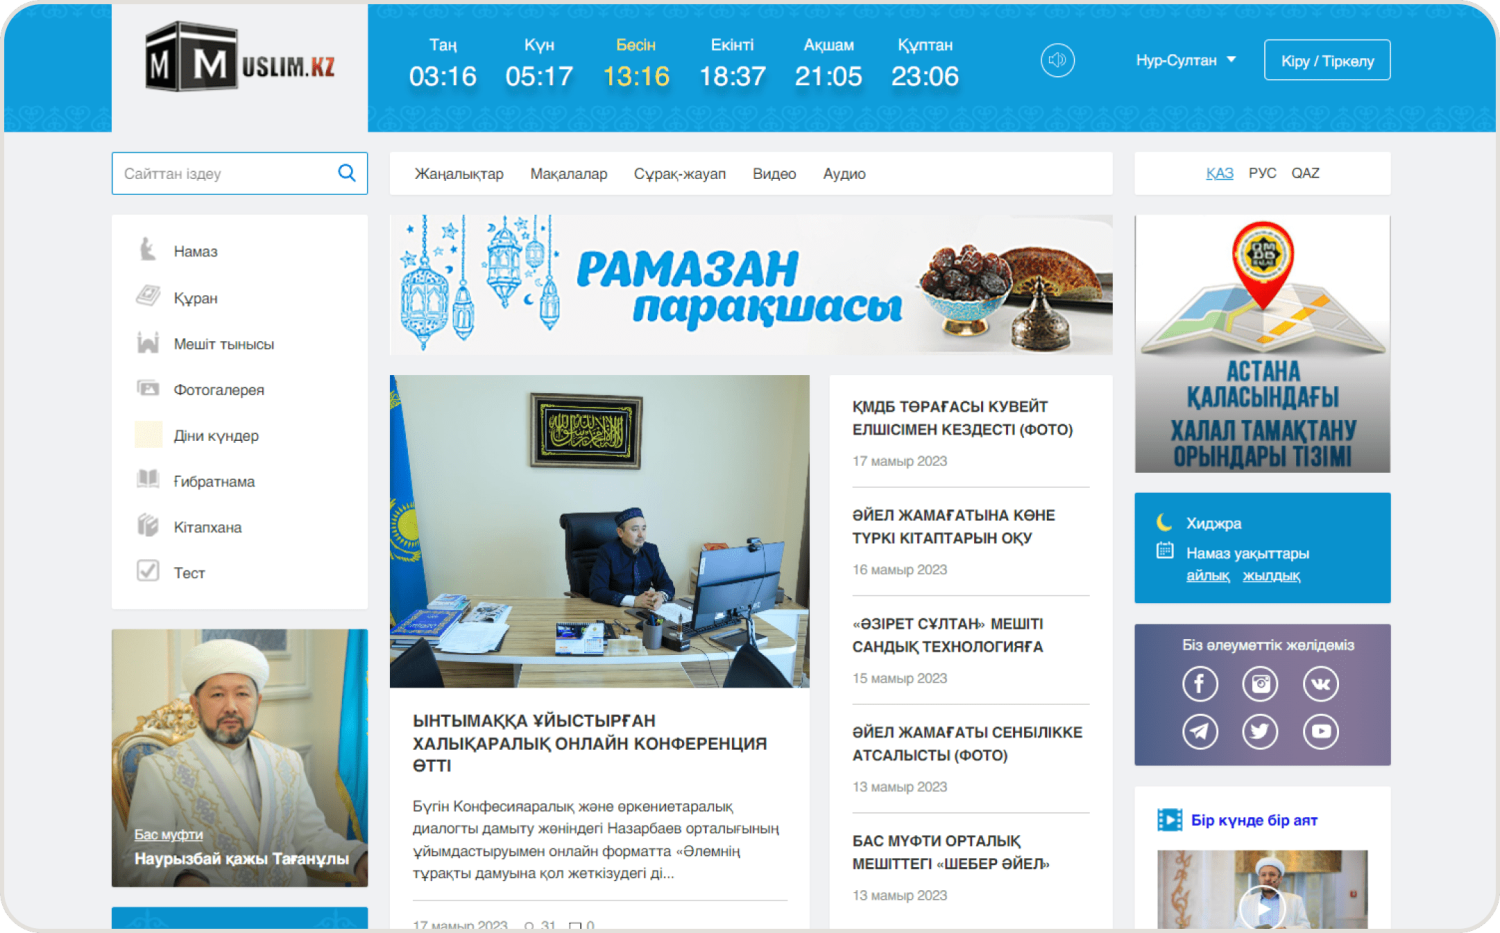 MMUSLIM.KZ
Таң
03:16
Күн
05:17
Бесін
13:16
Екінті
18:37
Ақшам
21:05
Құптан
23:06
Нур-Султан
Кіру / Тіркелу
Сайттан іздеу
Жаңалықтар Мақалалар Сұрақ-жауап Видео Аудио
ҚАЗ РУС QAZ
Намаз
Құран
Мешіт тынысы
Фотогалерея
Діни күндер
Ғибратнама
Кітапхана
Тест
Бас муфти
Наурызбай қажы Тағанұлы
РАМАЗАН
парақшасы
ЫНТЫМАҚҚА ҰЙЫСТЫРҒАН
ХАЛЫҚАРАЛЫҚ ОНЛАЙН КОНФЕРЕНЦИЯ
ӨТТІ
Бүгін Конфесияаралық және өркениетаралық
диалогты дамыту жөніндегі Назарбаев орталығының
ұйымдастыруымен онлайн форматта «Әлемнің
тұрақты дамуына қол жеткізудегі ді...
17 мамыр 2023 31 0
ҚМДБ ТӨРАҒАСЫ КУВЕЙТ
ЕЛШІСІМЕН КЕЗДЕСТІ (ФОТО)
17 мамыр 2023
ӘЙЕЛ ЖАМАҒАТЫНА КӨНЕ
ТҮРКІ КІТАПТАРЫН ОҚУ
16 мамыр 2023
«ӘЗІРЕТ СҰЛТАН» МЕШІТІ
САНДЫҚ ТЕХНОЛОГИЯҒА
15 мамыр 2023
ӘЙЕЛ ЖАМАҒАТЫ СЕНБІЛІККЕ
АТСАЛЫСТЫ (ФОТО)
13 мамыр 2023
БАС МҮФТИ ОРТАЛЫҚ
МЕШІТТЕГІ «ШЕБЕР ӘЙЕЛ»
13 мамыр 2023
АСТАНА
ҚАЛАСЫНДАҒЫ
ХАЛАЛ ТАМАҚТАНУ
ОРЫНДАРЫ ТІЗІМІ
Хиджра
Намаз уақыттары
айлық жылдық
Біз әлеуметтік желідеміз
Бір күнде бір аят